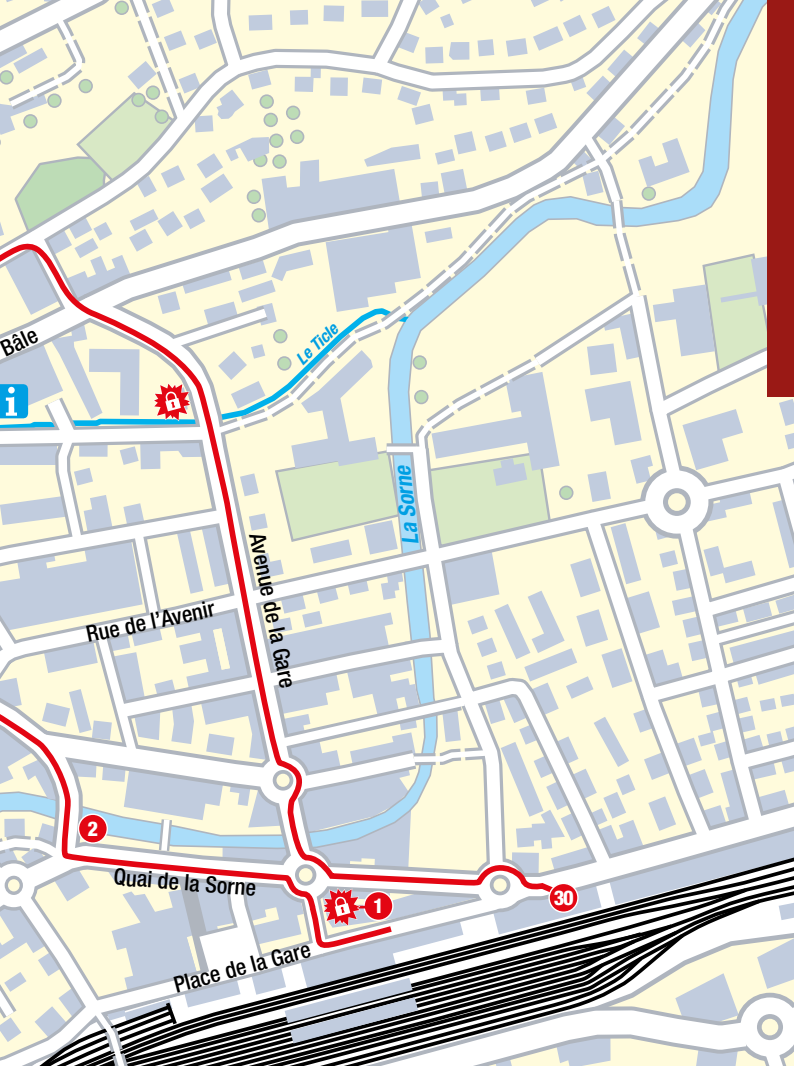 Bâle
Le Ticle
i
La Sorne
Avenue de la Gare
Rue de l'Avenir
2
Quai de la Sorne
30
1
Place de la Gare